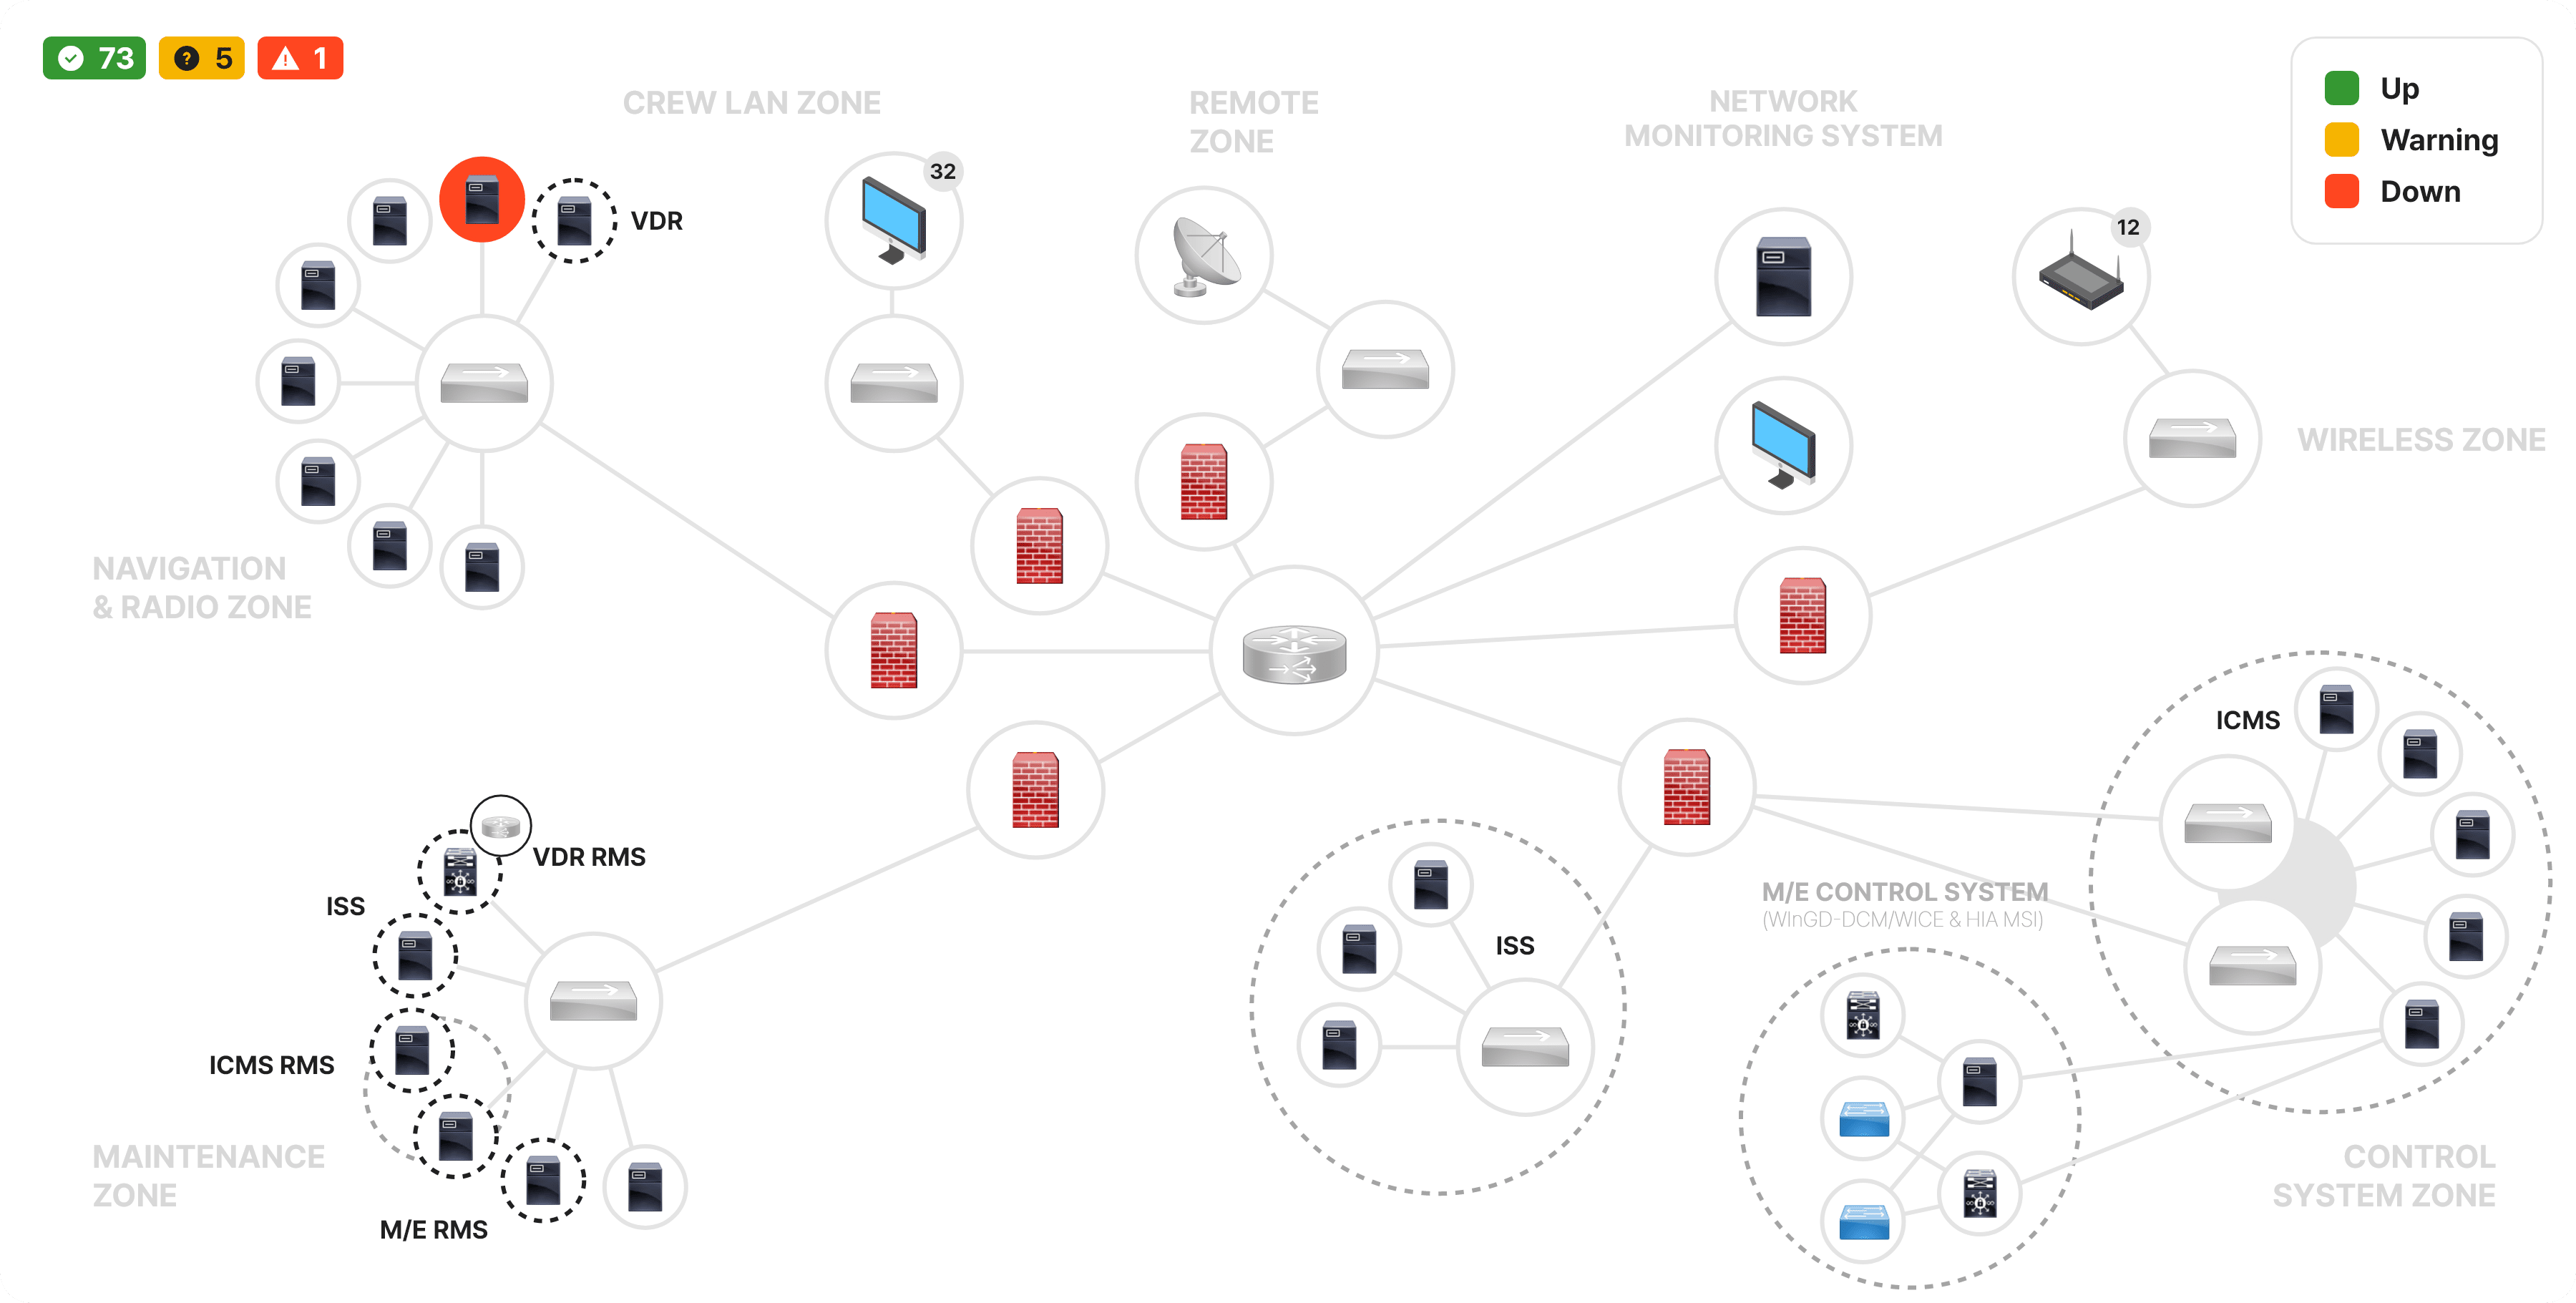 73
5
1
Up
Warning
Down
CREW LAN ZONE
REMOTE
ZONE
NETWORK
MONITORING SYSTEM
32
12
VDR
WIRELESS ZONE
NAVIGATION
& RADIO ZONE
ICMS
VDR RMS
ISS
M/E CONTROL SYSTEM
(WInGD-DCM/WICE & HIA MSI)
ISS
ICMS RMS
MAINTENANCE
ZONE
M/E RMS
CONTROL
SYSTEM ZONE